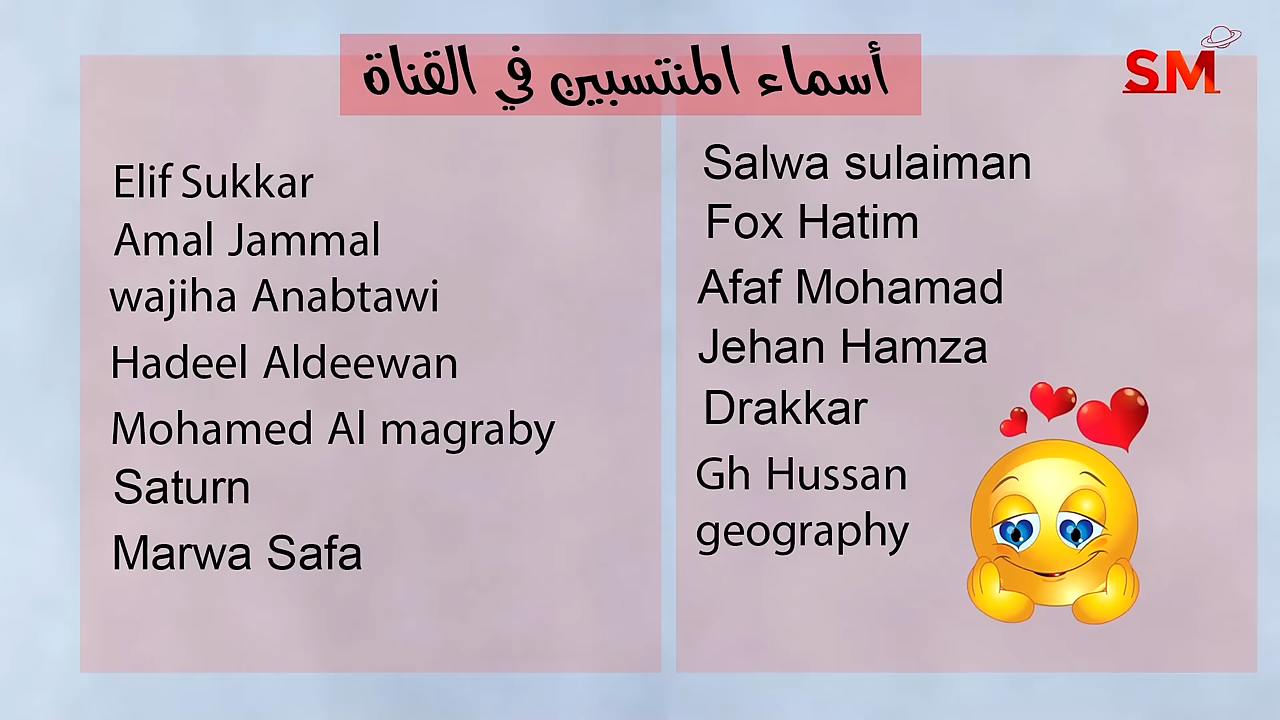 أسماء المنتسبين في القناة
SM
Elif Sukkar
Amal Jammal
wajiha Anabtawi
Hadeel Aldeewan
Mohamed Al magraby
Saturn
Marwa Safa
Salwa sulaiman
Fox Hatim
Afaf Mohamad
Jehan Hamza
Drakkar
Gh Hussan
geography